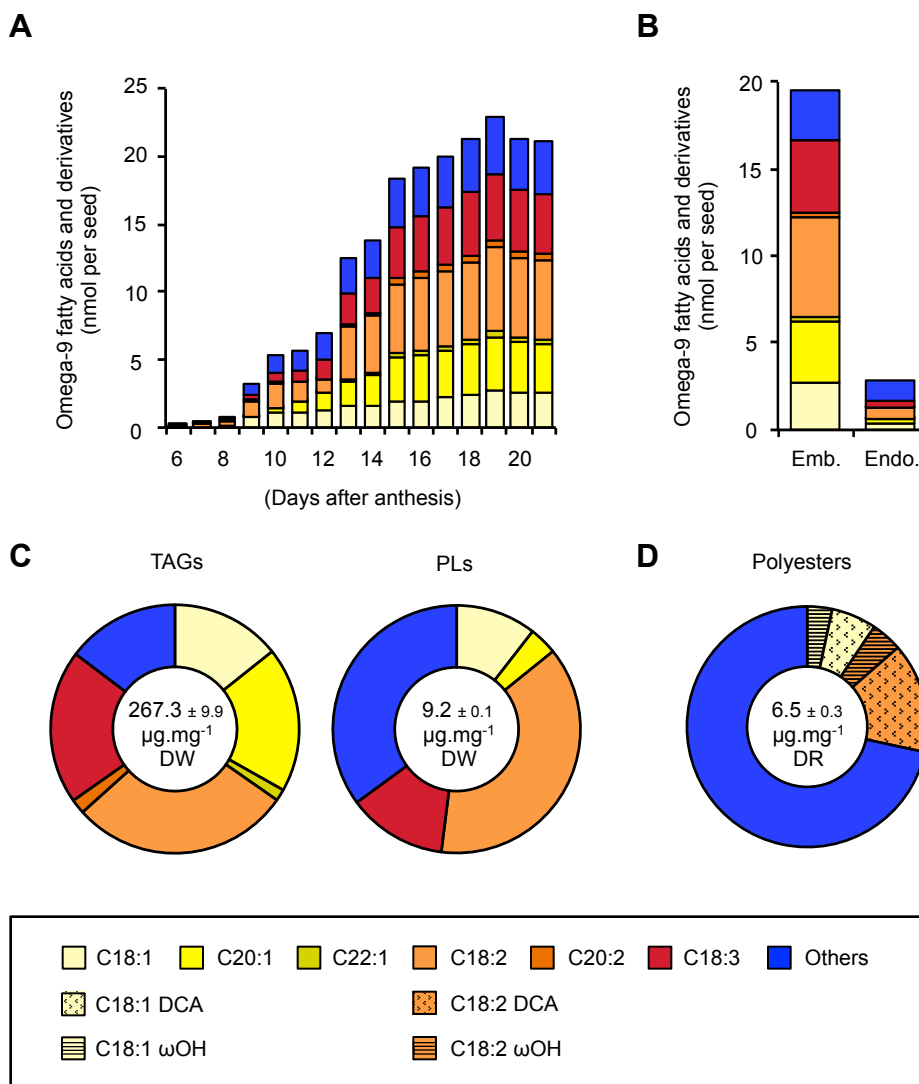 A
B
Omega-9 fatty acids and derivatives
(nmol per seed)
25
20
15
10
5
0
6 8 10 12 14 16 18 20
(Days after anthesis)
Omega-9 fatty acids and derivatives
(nmol per seed)
20
15
10
5
0
Emb. Endo.
C
TAGs
PLs
D
Polyesters
267.3 ± 9.9
µg.mg⁻¹
DW
9.2 ± 0.1
µg.mg⁻¹
DW
6.5 ± 0.3
µg.mg⁻¹
DR
C18:1 C20:1 C22:1 C18:2 C20:2 C18:3 Others
C18:1 DCA C18:2 DCA
C18:1 ωOH C18:2 ωOH